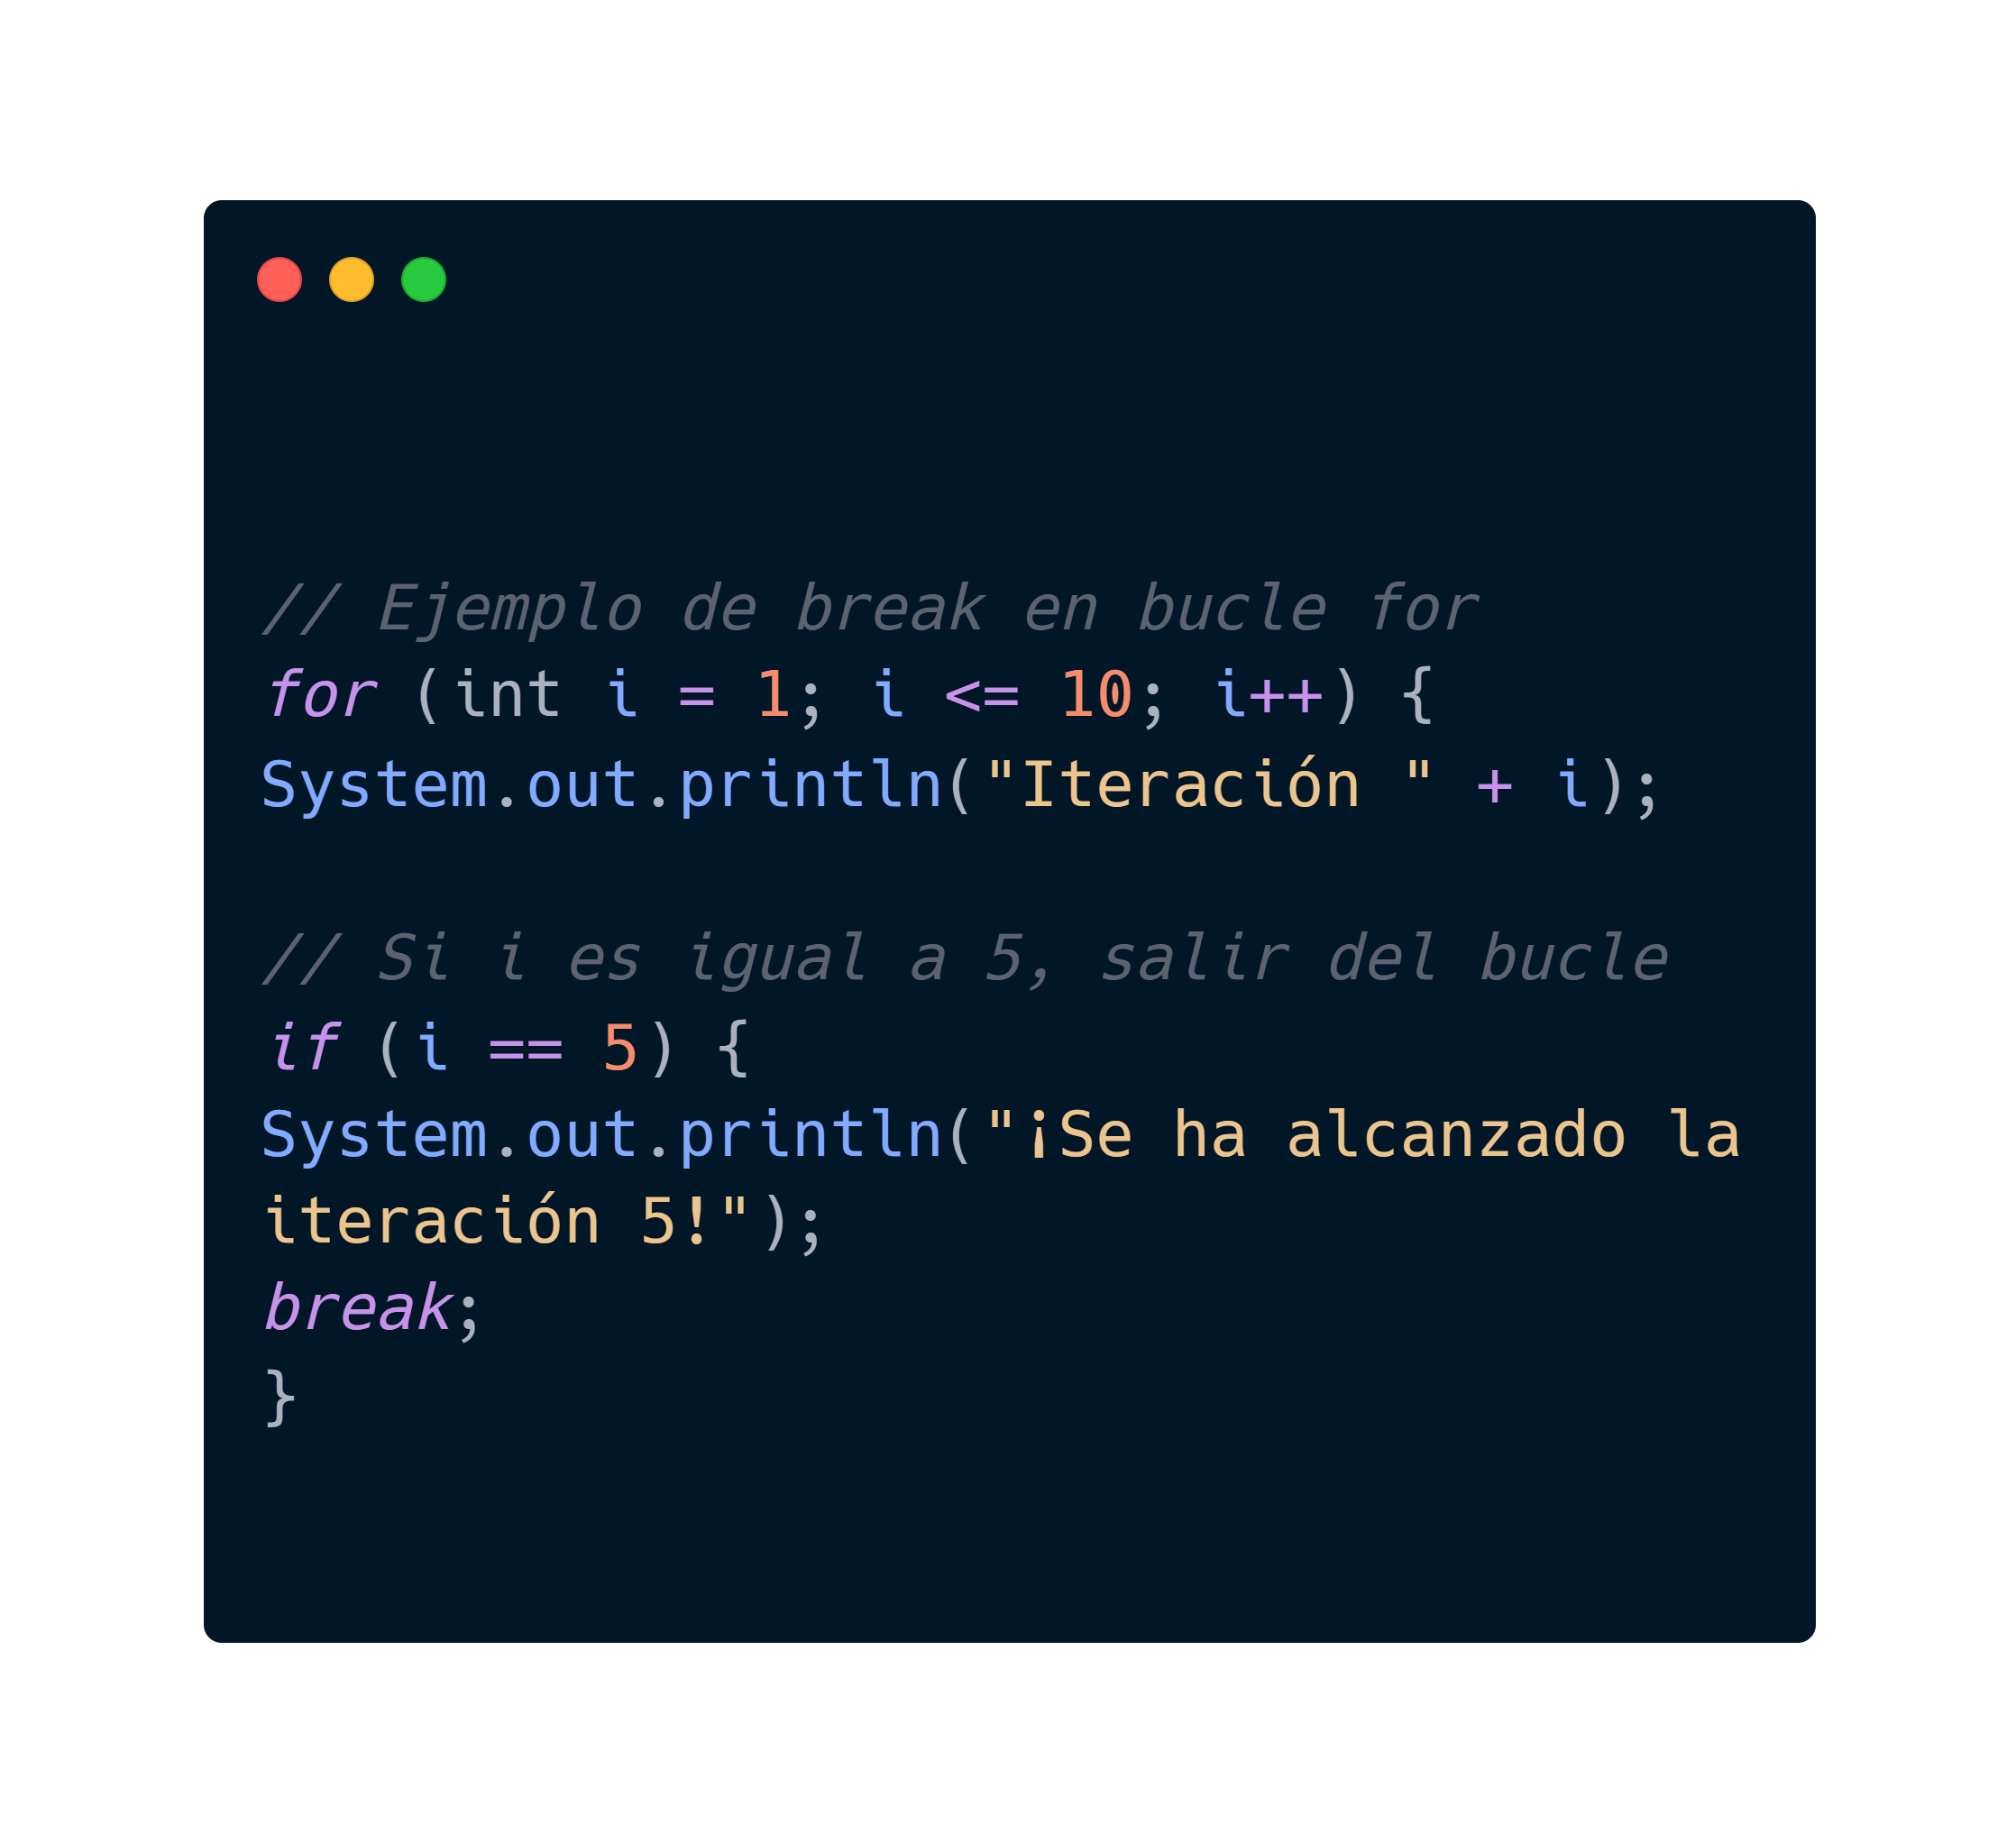 // Ejemplo de break en bucle for
for (int i = 1; i <= 10; i++) {
System.out.println("Iteración " + i);
// Si i es igual a 5, salir del bucle
if (i == 5) {
System.out.println("¡Se ha alcanzado la
iteración 5!");
break;
}